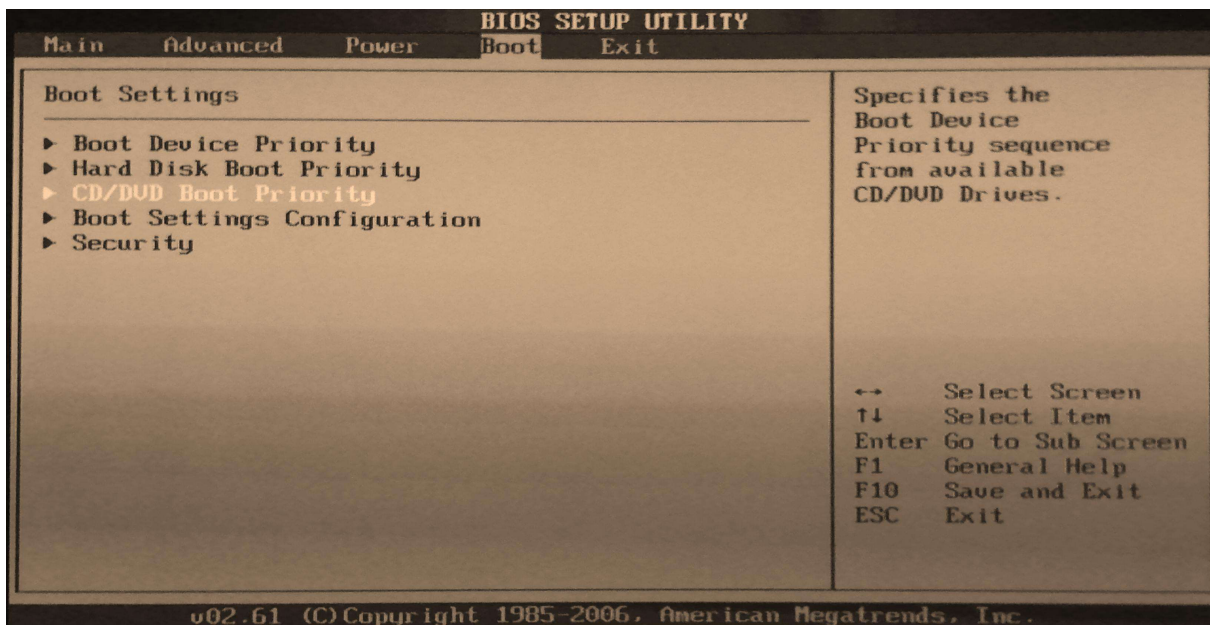 BIOS SETUP UTILITY
Main Advanced Power Boot Exit
Boot Settings
▶ Boot Device Priority
▶ Hard Disk Boot Priority
▶ CD/DVD Boot Priority
▶ Boot Settings Configuration
▶ Security
Specifies the
Boot Device
Priority sequence
from available
CD/DVD Drives.
↔ Select Screen
↑↓ Select Item
Enter Go to Sub Screen
F1 General Help
F10 Save and Exit
ESC Exit
v02.61 (C)Copyright 1985-2006, American Megatrends, Inc.